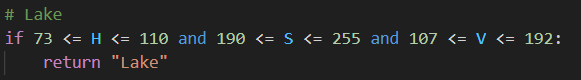 # Lake
if 73 <= H <= 110 and 190 <= S <= 255 and 107 <= V <= 192:
    return "Lake"